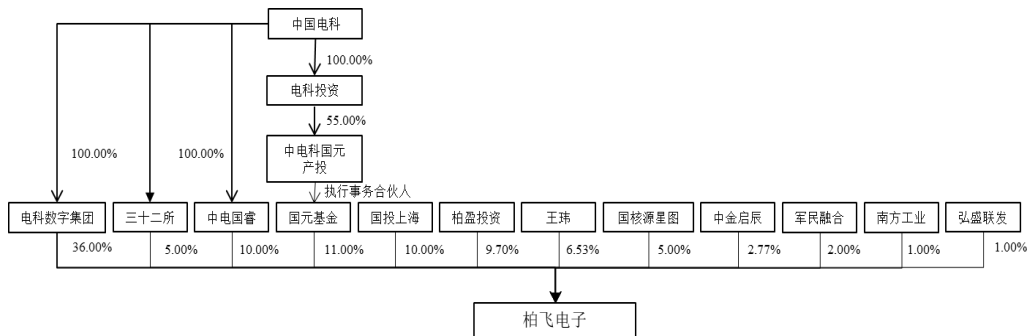 中国电科
100.00%
电科投资
55.00%
100.00%
100.00%
中电科国元
产投
执行事务合伙人
电科数字集团
三十二所
中电国睿
国元基金
国投上海
柏盈投资
王玮
国核源星图
中金启辰
军民融合
南方工业
弘盛联发
36.00%
5.00%
10.00%
11.00%
10.00%
9.70%
6.53%
5.00%
2.77%
2.00%
1.00%
1.00%
柏飞电子